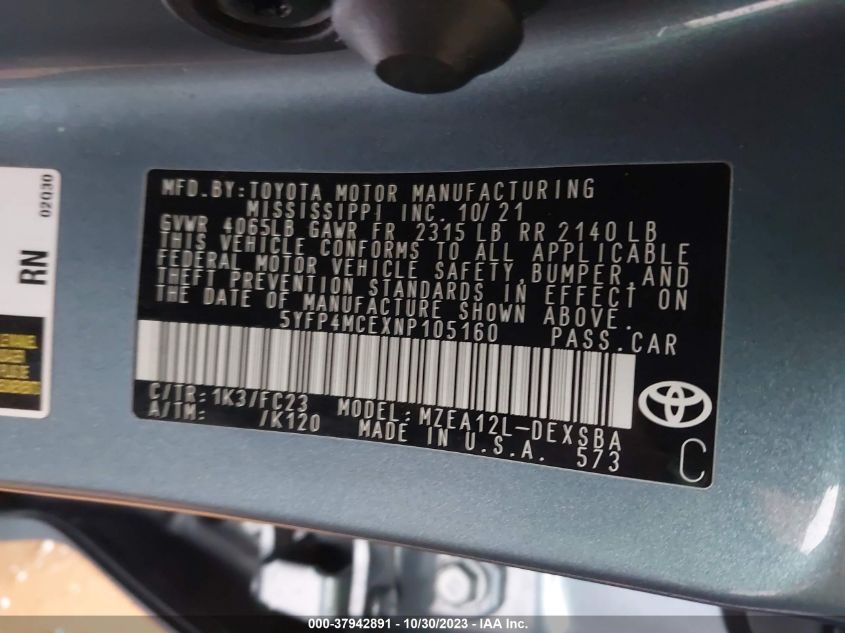 MFD.BY:TOYOTA MOTOR MANUFACTURING
MISSISSIPPI INC. 10/21
GVWR 4065LB GAWR FR 2315 LB RR 2140 LB
THIS VEHICLE CONFORMS TO ALL APPLICABLE
FEDERAL MOTOR VEHICLE SAFETY, BUMPER, AND
THEFT PREVENTION STANDARDS IN EFFECT ON
THE DATE OF MANUFACTURE SHOWN ABOVE.
5YFP4MCEXNP105160 PASS.CAR
C/TR: 1K3/FC23 MODEL: MZEA12L-DEXSBA
A/TM: /K120 MADE IN U.S.A. 573
C
RN 02030
000-37942891 - 10/30/2023 - © IAA Inc.